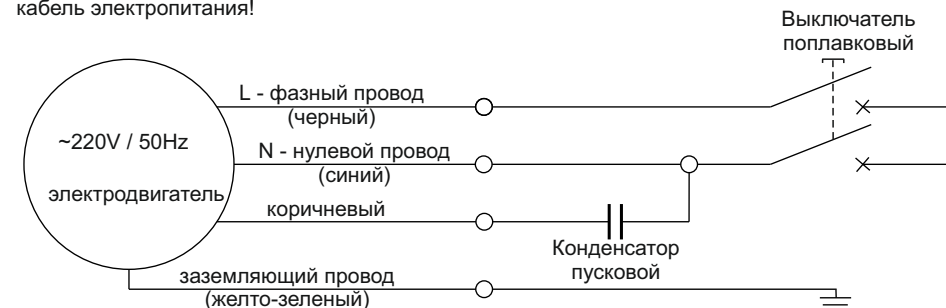 кабель электропитания!
Выключатель
поплавковый
L - фазный провод
(черный)
~220V / 50Hz
N - нулевой провод
(синий)
электродвигатель
коричневый
Конденсатор
пусковой
заземляющий провод
(желто-зеленый)